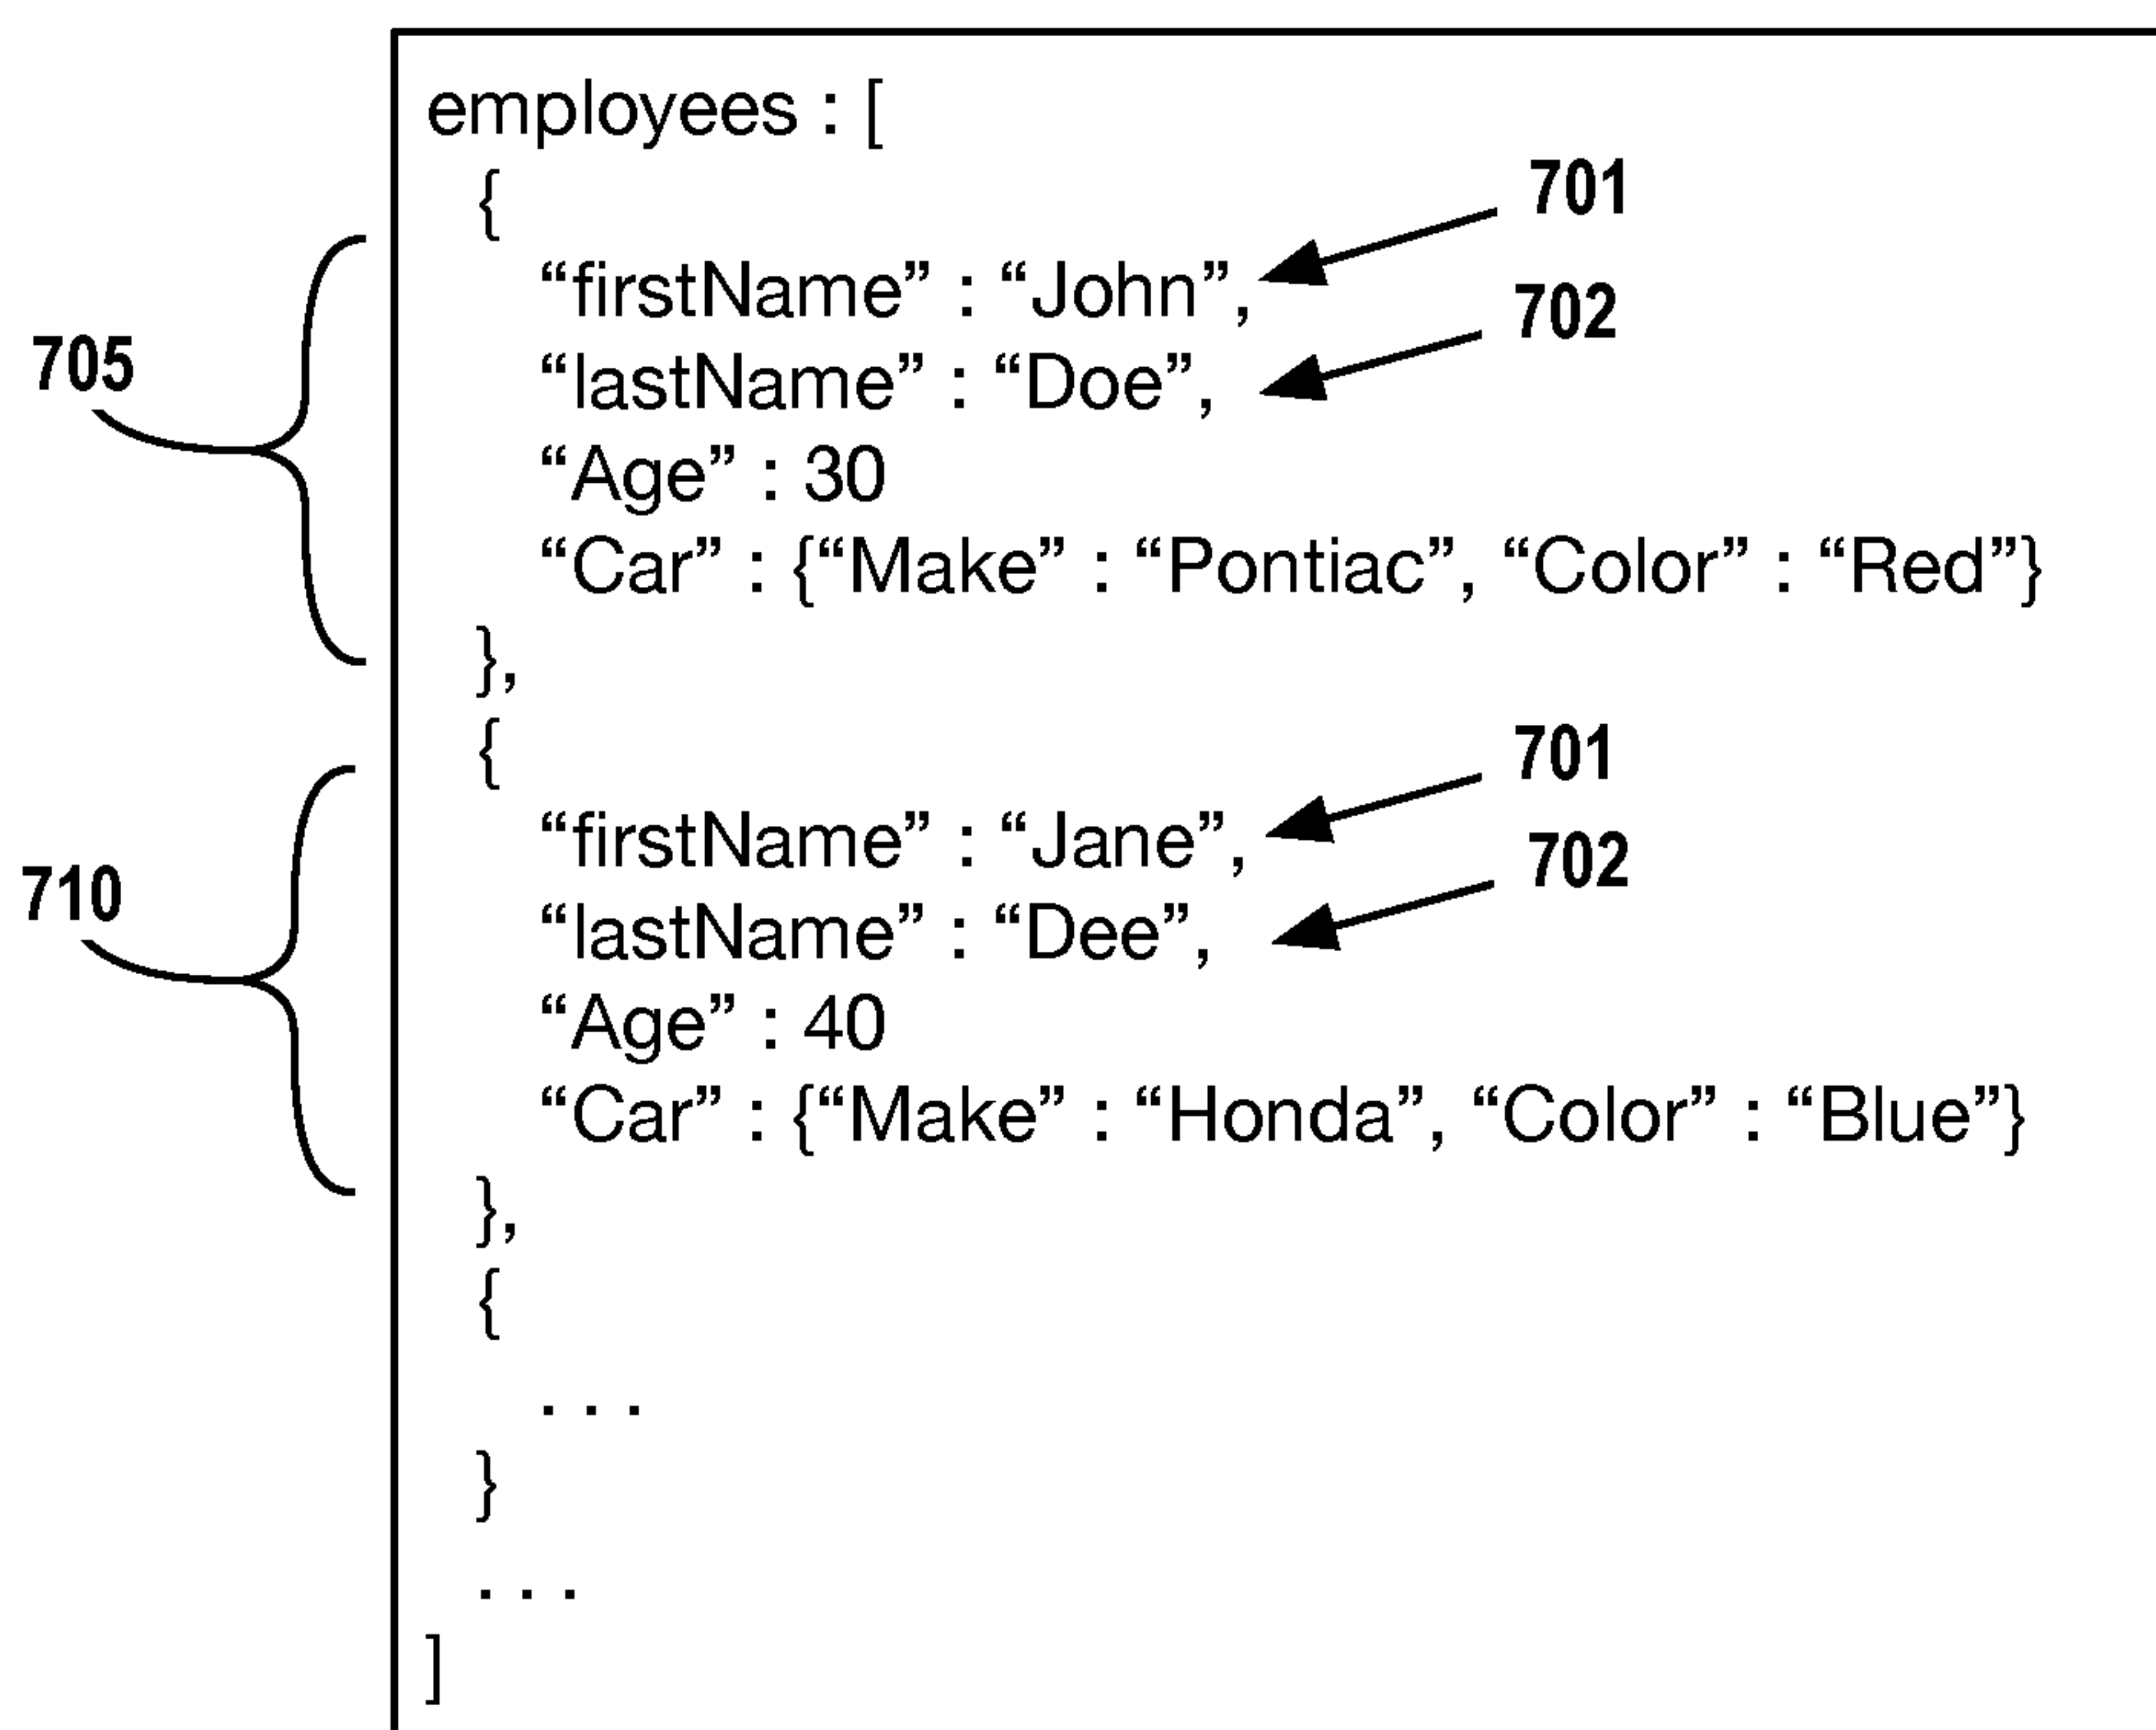 employees : [
{
701
“firstName” : “John”,
702
705
“lastName” : “Doe”,
“Age” : 30
“Car” : {“Make” : “Pontiac”, “Color” : “Red”}
},
{
701
“firstName” : “Jane”,
702
710
“lastName” : “Dee”,
“Age” : 40
“Car” : {“Make” : “Honda”, “Color” : “Blue”}
},
{
. . .
}
. . .
]